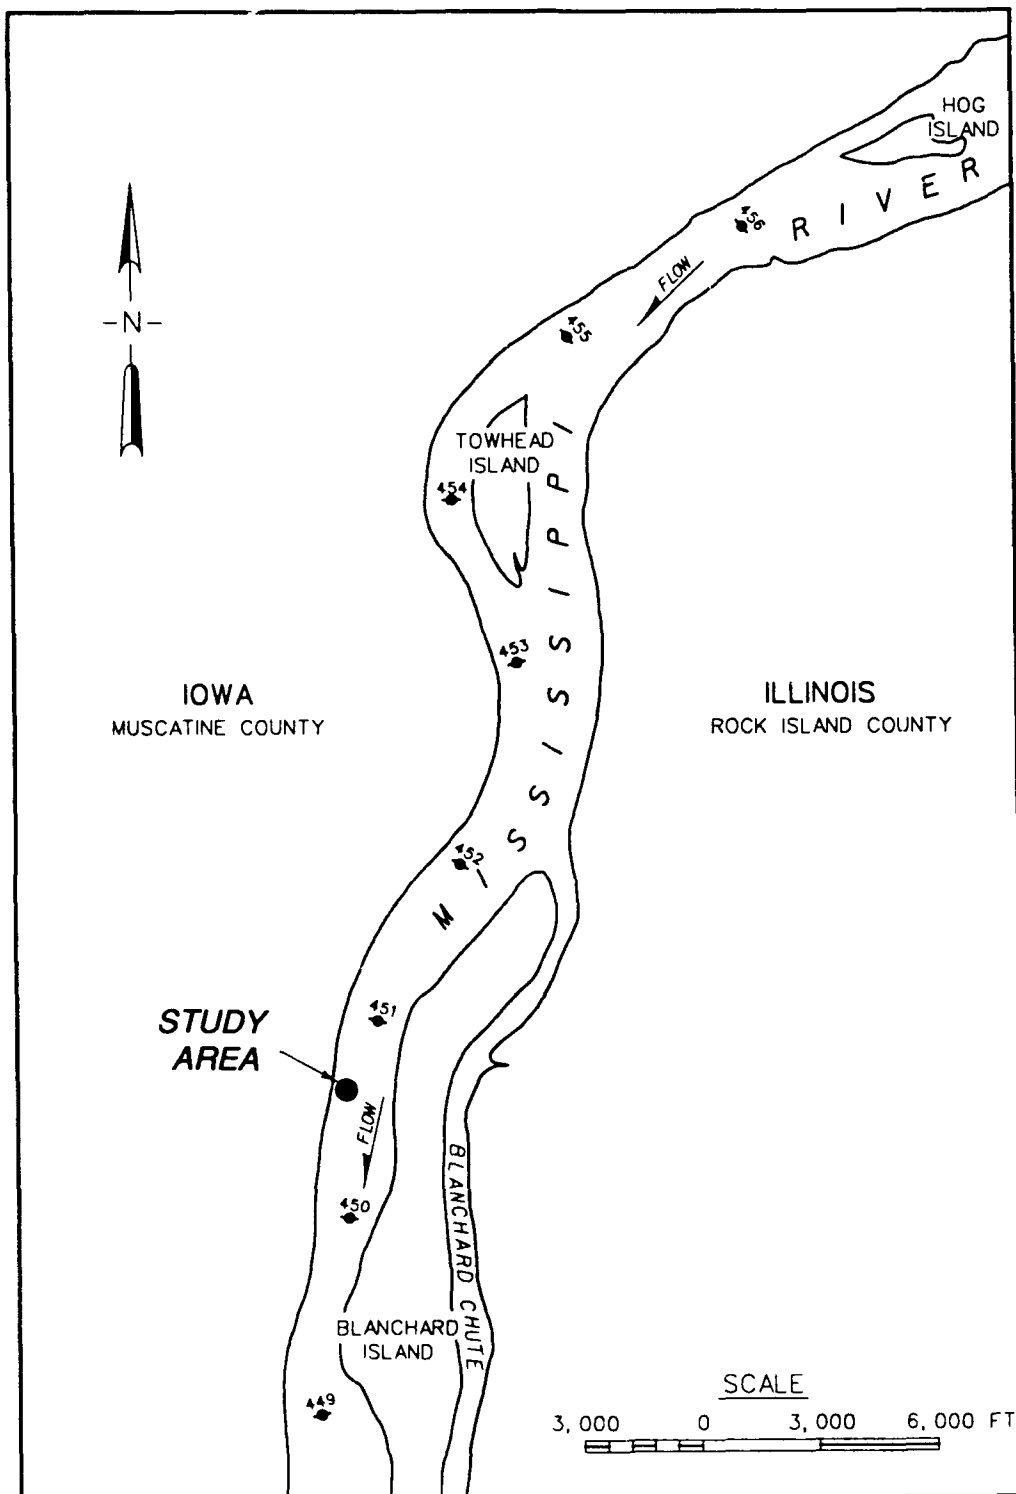 HOG
ISLAND
RIVER
456
FLOW
455
-N-
TOWHEAD
ISLAND
454
MISSISSIPPI
453
IOWA
MUSCATINE COUNTY
ILLINOIS
ROCK ISLAND COUNTY
452
451
STUDY
AREA
FLOW
450
BLANCHARD CHUTE
BLANCHARD
ISLAND
449
SCALE
3,000 0 3,000 6,000 FT